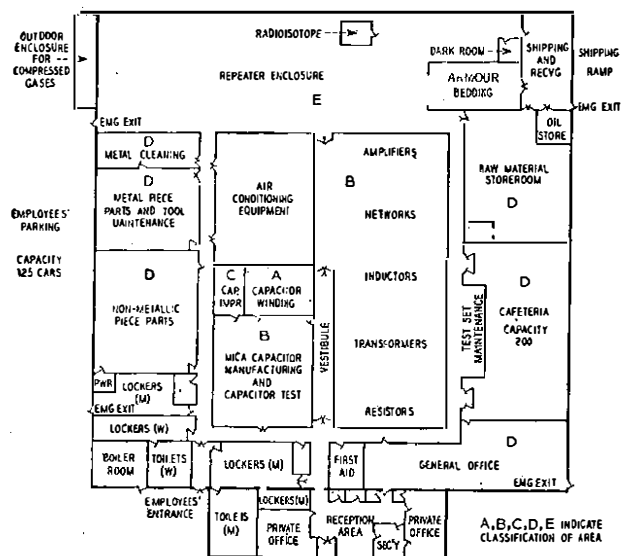 OUTDOOR
ENCLOSURE
FOR --
COMPRESSED
GASES
RADIOISOTOPE
DARK ROOM
SHIPPING
AND
RECVG
SHIPPING
RAMP
REPEATER ENCLOSURE
ARMOUR
BEDDING
E
EMG EXIT
EMG EXIT
OIL
STORE
D
METAL CLEANING
AMPLIFIERS
D
METAL PIECE
PARTS AND TOOL
UAINTENANCE
AIR
CONDITIONING
EQUIPMENT
B
RAW MATERIAL
STOREROOM
D
NETWORKS
EMPLOYEES'
PARKING
CAPACITY
125 CARS
D
NON-METALLIC
PIECE PARTS
C
CAP
IVPR
A
CAPACITOR
WINDING
INDUCTORS
D
CAFETERIA
CAPACITY
200
TEST SET
MAINTENANCE
B
MICA CAPACITOR
MANUFACTURING
AND
CAPACITOR TEST
VESTIBULE
TRANSFORMERS
PWR
LOCKERS
(M)
EMG EXIT
RESISTORS
LOCKERS (W)
D
BOILER
ROOM
TOILETS
(W)
LOCKERS (M)
FIRST
AID
GENERAL OFFICE
EMG EXIT
EMPLOYEES'
ENTRANCE
TOILEIS
(M)
LOCKERS(M)
PRIVATE
OFFICE
RECEPTION
AREA
SEC'Y
PRIVATE
OFFICE
A,B,C,D,E INDICATE
CLASSIFICATION OF AREA